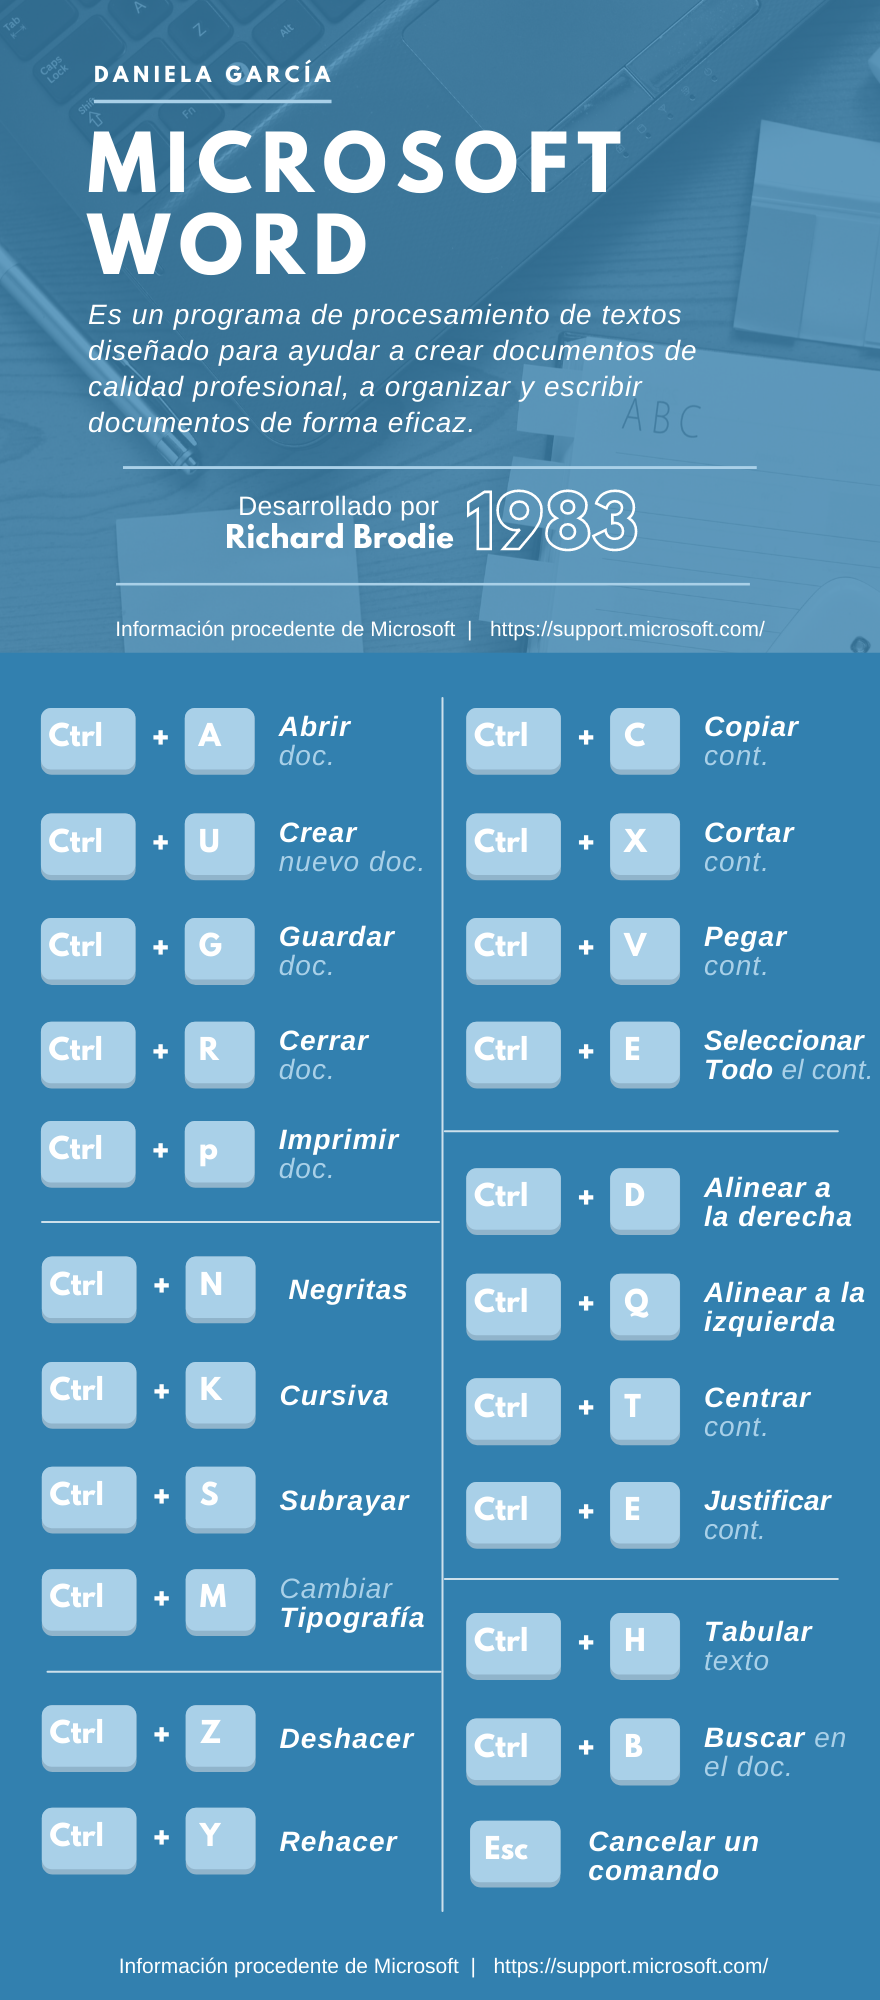 DANIELA GARCÍA
MICROSOFT
WORD
Es un programa de procesamiento de textos
diseñado para ayudar a crear documentos de
calidad profesional, a organizar y escribir
documentos de forma eficaz.
ABC
Desarrollado por
Richard Brodie
1983
Información procedente de Microsoft | https://support.microsoft.com/
Ctrl + A Abrir
doc.
Ctrl + U Crear
nuevo doc.
Ctrl + G Guardar
doc.
Ctrl + R Cerrar
doc.
Ctrl + p Imprimir
doc.
Ctrl + N Negritas
Ctrl + K Cursiva
Ctrl + S Subrayar
Ctrl + M Cambiar
Tipografía
Ctrl + Z Deshacer
Ctrl + Y Rehacer
Ctrl + C Copiar
cont.
Ctrl + X Cortar
cont.
Ctrl + V Pegar
cont.
Ctrl + E Seleccionar
Todo el cont.
Ctrl + D Alinear a
la derecha
Ctrl + Q Alinear a la
izquierda
Ctrl + T Centrar
cont.
Ctrl + E Justificar
cont.
Ctrl + H Tabular
texto
Ctrl + B Buscar en
el doc.
Esc Cancelar un
comando
Información procedente de Microsoft | https://support.microsoft.com/